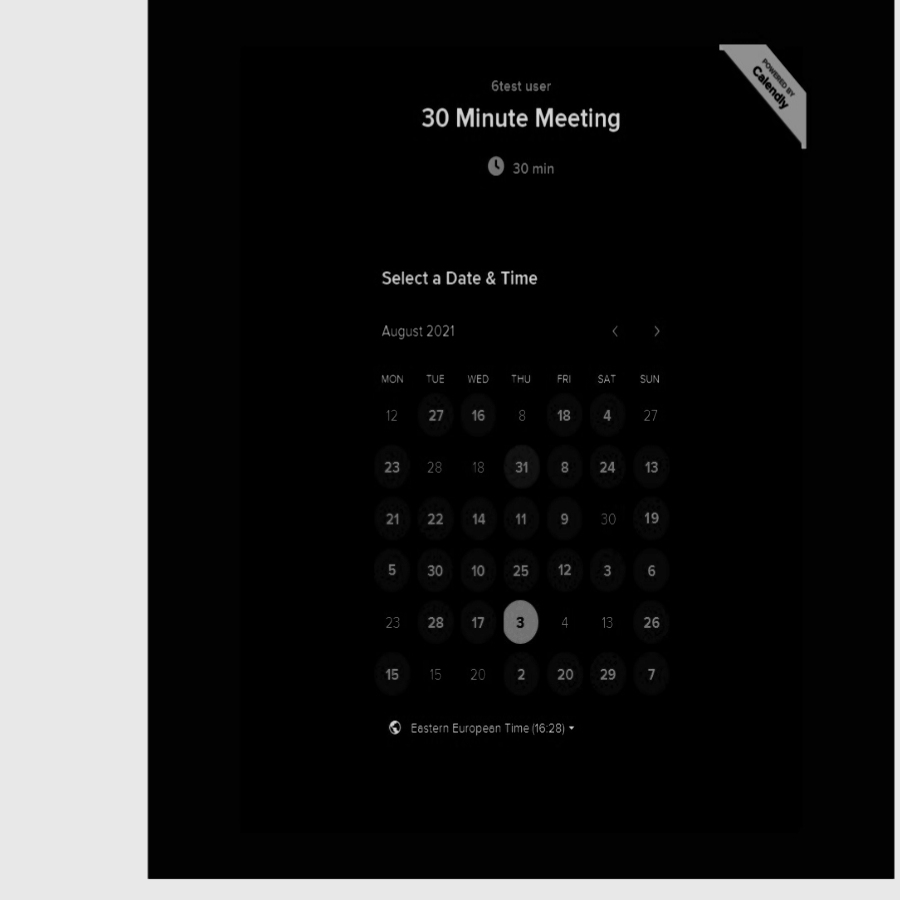 POWERED BY
Calendly
6test user
30 Minute Meeting
30 min
Select a Date & Time
August 2021
MON TUE WED THU FRI SAT SUN
12 27 16 8 18 4 27
23 28 18 31 8 24 13
21 22 14 11 9 30 19
5 30 10 25 12 3 6
23 28 17 3 4 13 26
15 15 20 2 20 29 7
Eastern European Time (16:28)